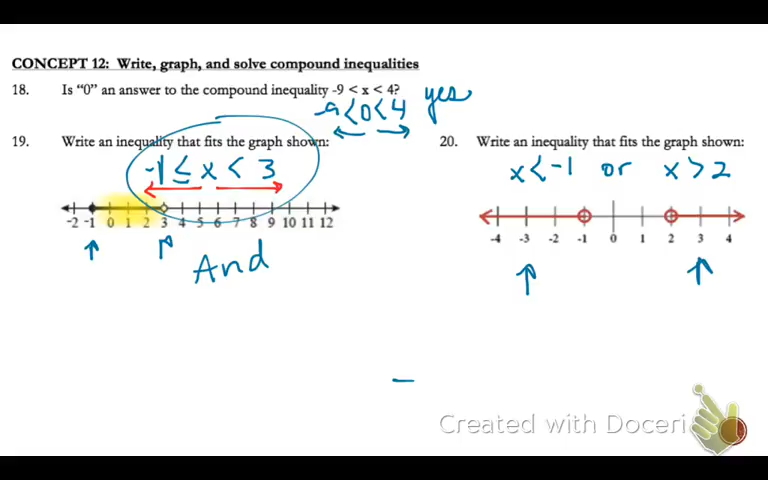 CONCEPT 12: Write, graph, and solve compound inequalities
18. Is “0” an answer to the compound inequality -9 < x < 4?
-9 < 0 < 4 yes
19. Write an inequality that fits the graph shown:
-1 ≤ x < 3
-2 -1 0 1 2 3 4 5 6 7 8 9 10 11 12
And
20. Write an inequality that fits the graph shown:
x < -1 or x > 2
-4 -3 -2 -1 0 1 2 3 4
Created with Doceri